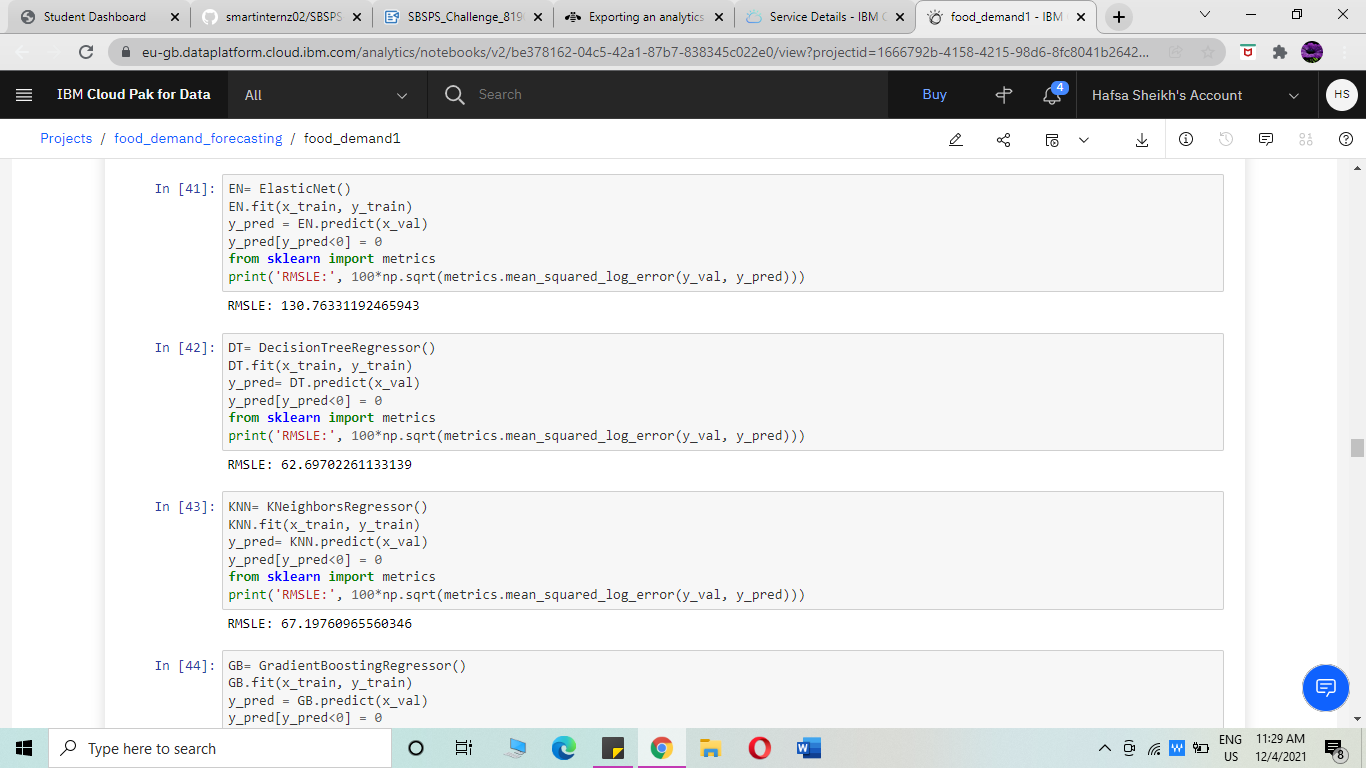 Student Dashboard
smartinternz02/SBSPS
SBSPS_Challenge_819
Exporting an analytics
Service Details - IBM C
food_demand1 - IBM
eu-gb.dataplatform.cloud.ibm.com/analytics/notebooks/v2/be378162-04c5-42a1-87b7-838345c022e0/view?projectid=1666792b-4158-4215-98d6-8fc8041b2642...
IBM Cloud Pak for Data
All
Search
Buy
4
Hafsa Sheikh's Account
HS
Projects / food_demand_forecasting / food_demand1
In [41]:
EN= ElasticNet()
EN.fit(x_train, y_train)
y_pred = EN.predict(x_val)
y_pred[y_pred<0] = 0
from sklearn import metrics
print('RMSLE:', 100*np.sqrt(metrics.mean_squared_log_error(y_val, y_pred)))
RMSLE: 130.76331192465943
In [42]:
DT= DecisionTreeRegressor()
DT.fit(x_train, y_train)
y_pred= DT.predict(x_val)
y_pred[y_pred<0] = 0
from sklearn import metrics
print('RMSLE:', 100*np.sqrt(metrics.mean_squared_log_error(y_val, y_pred)))
RMSLE: 62.69702261133139
In [43]:
KNN= KNeighborsRegressor()
KNN.fit(x_train, y_train)
y_pred= KNN.predict(x_val)
y_pred[y_pred<0] = 0
from sklearn import metrics
print('RMSLE:', 100*np.sqrt(metrics.mean_squared_log_error(y_val, y_pred)))
RMSLE: 67.19760965560346
In [44]:
GB= GradientBoostingRegressor()
GB.fit(x_train, y_train)
y_pred = GB.predict(x_val)
y_pred[y_pred<0] = 0
Type here to search
ENG
US
11:29 AM
12/4/2021
8